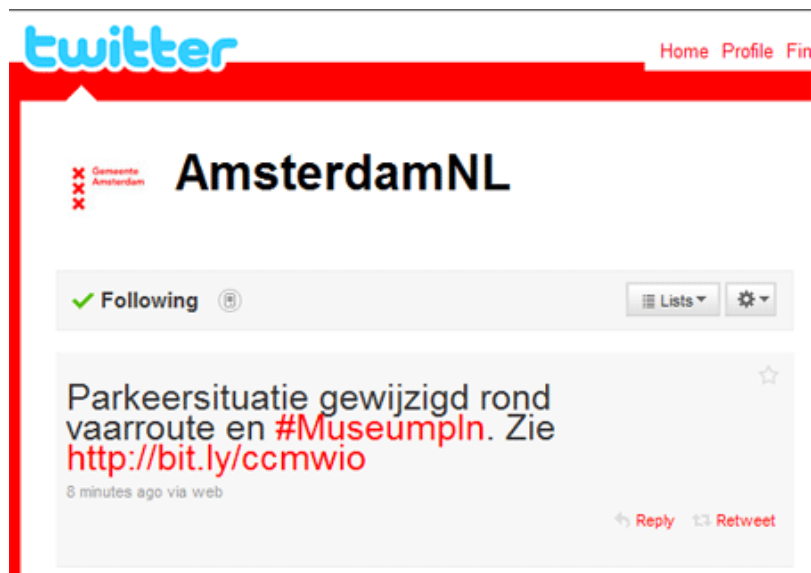 twitter
Home Profile Fin
Gemeente
Amsterdam
AmsterdamNL
Following
Lists
Parkeersituatie gewijzigd rond
vaarroute en #Museumpln. Zie
http://bit.ly/ccmwio
8 minutes ago via web
Reply Retweet